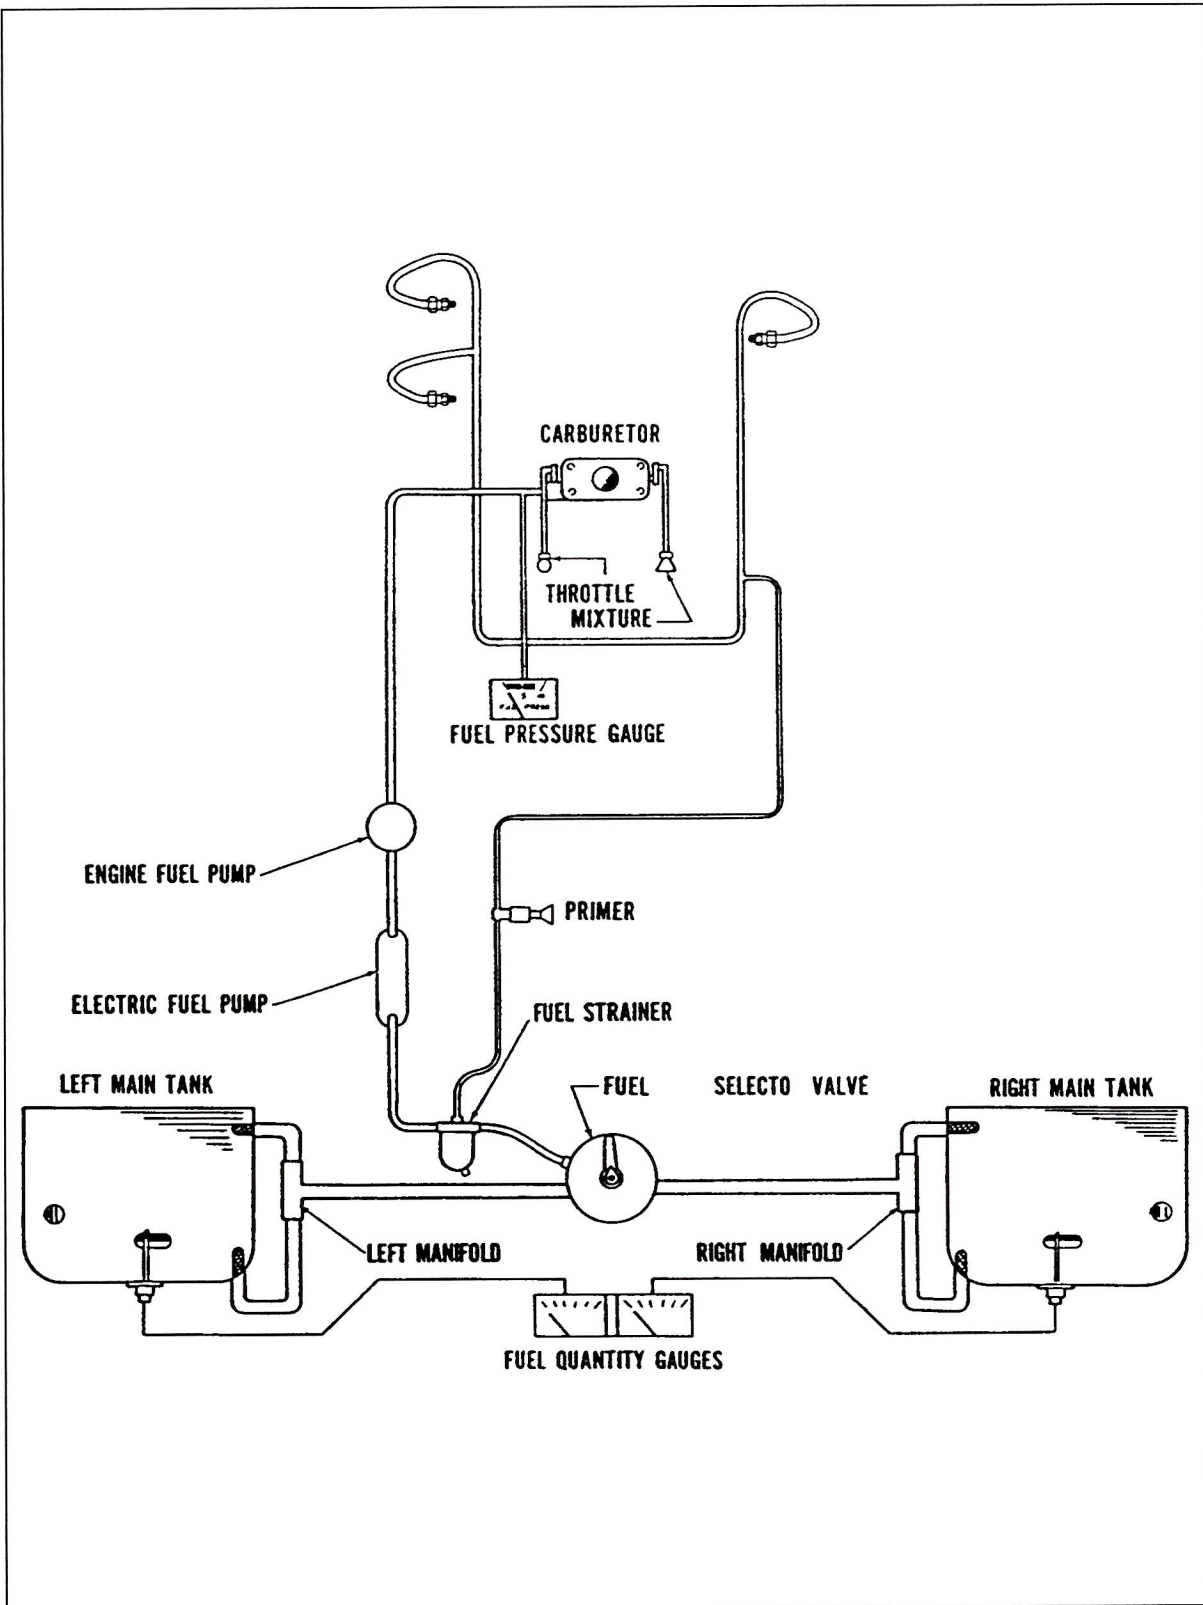 CARBURETOR
THROTTLE
MIXTURE
FUEL PRESSURE GAUGE
ENGINE FUEL PUMP
PRIMER
ELECTRIC FUEL PUMP
FUEL STRAINER
LEFT MAIN TANK
FUEL SELECTO VALVE
RIGHT MAIN TANK
LEFT MANIFOLD
RIGHT MANIFOLD
FUEL QUANTITY GAUGES